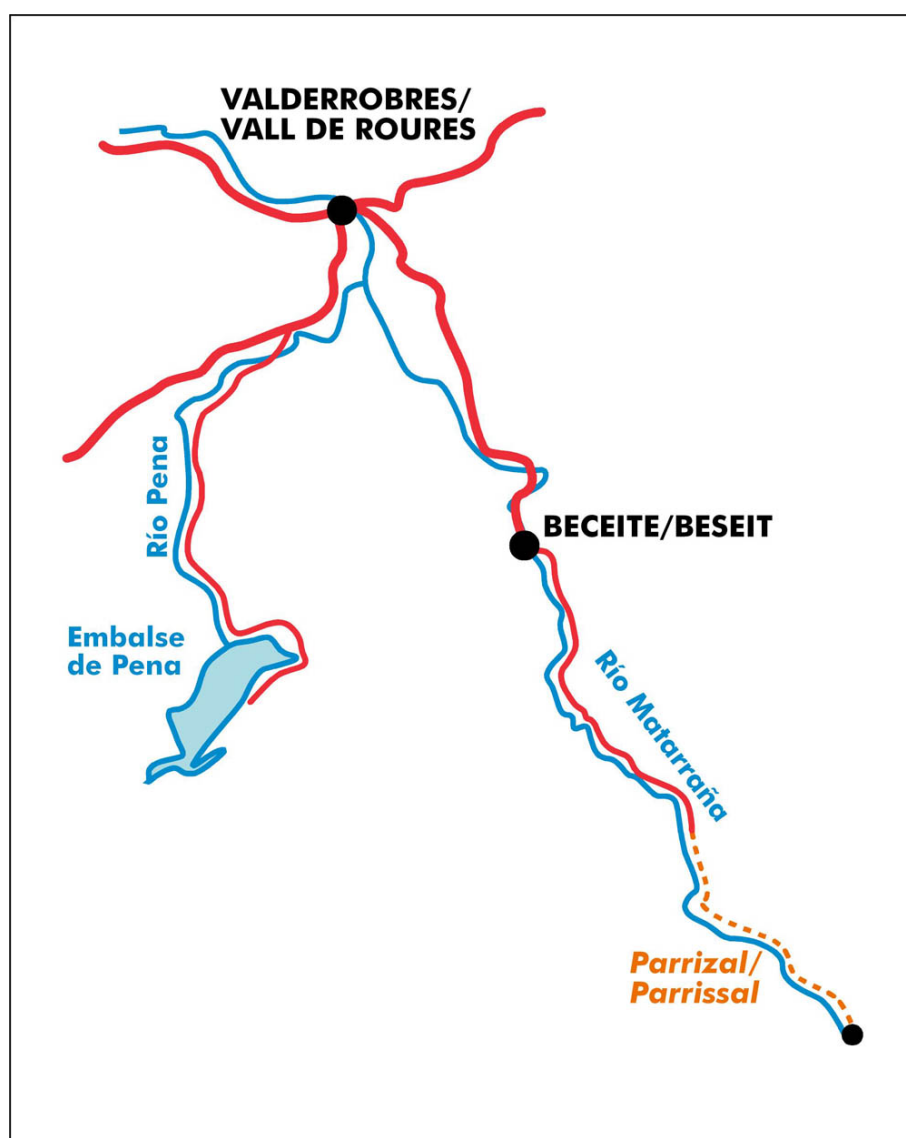 VALDERROBRES/
VALL DE ROURES
Río Pena
BECEITE/BESEIT
Embalse
de Pena
Río Matarraña
Parrizal/
Parrissal